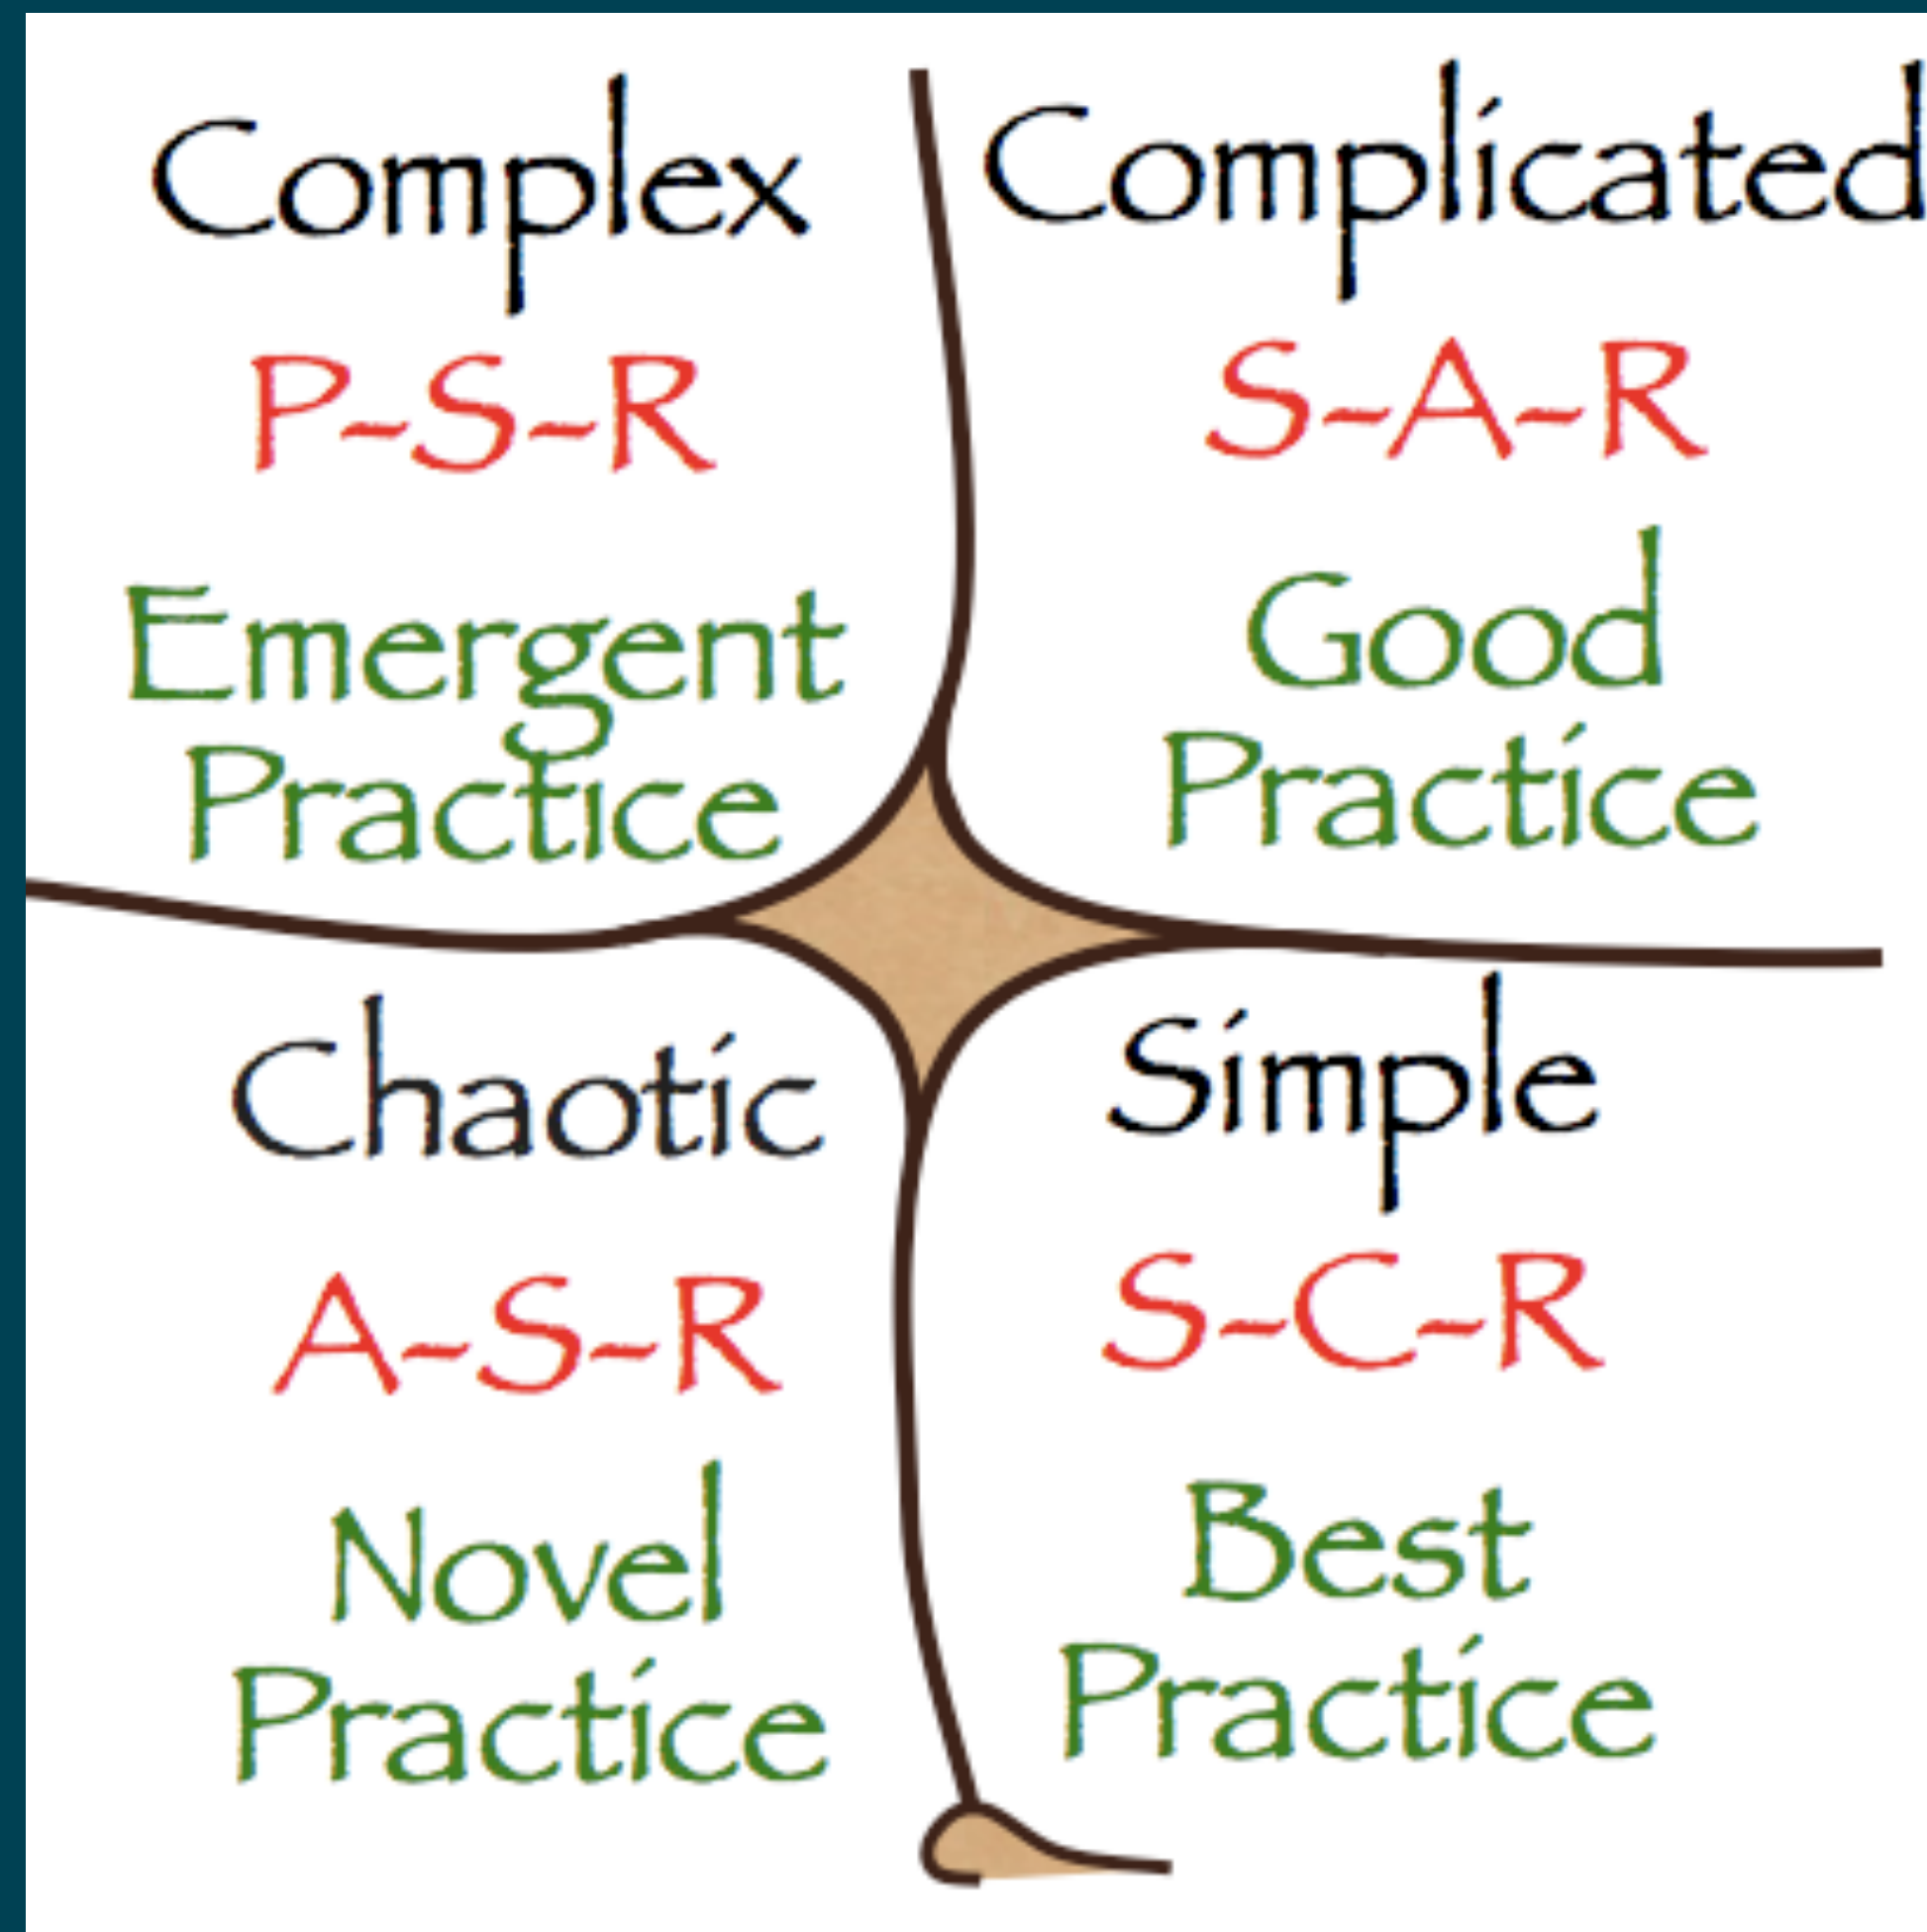 Complex
P-S-R
Emergent
Practice
Complicated
S-A-R
Good
Practice
Chaotic
A-S-R
Novel
Practice
Simple
S-C-R
Best
Practice